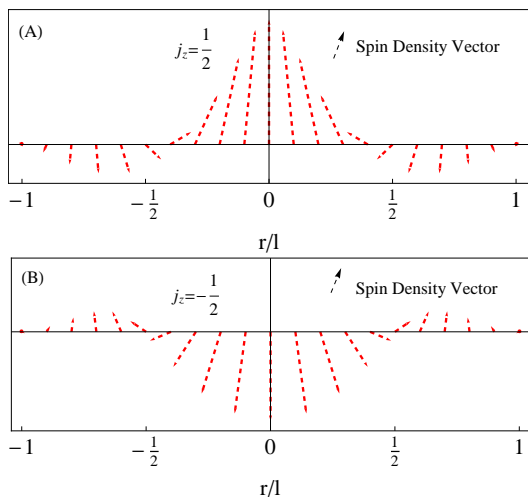 (A)
j_z=1/2
Spin Density Vector
−1
−1/2
0
1/2
1
r/l
(B)
j_z=−1/2
Spin Density Vector
−1
−1/2
0
1/2
1
r/l